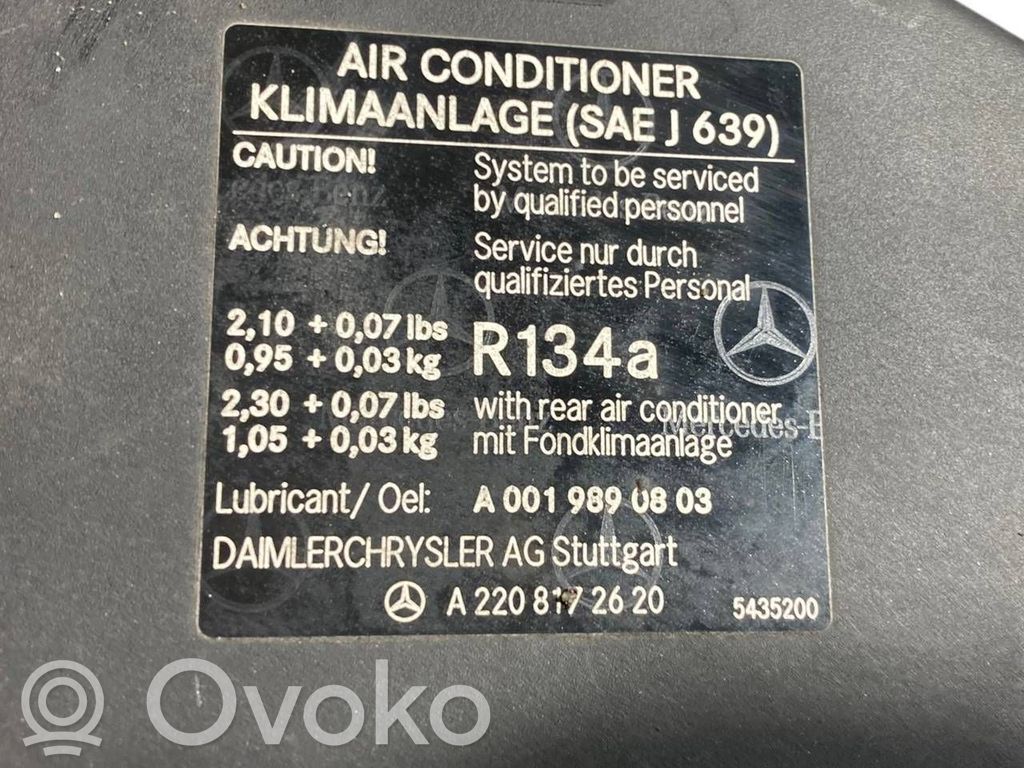 AIR CONDITIONER
KLIMAANLAGE (SAE J 639)
CAUTION! System to be serviced
by qualified personnel
ACHTUNG! Service nur durch
qualifiziertes Personal
2,10 + 0,07 lbs R134a
0,95 + 0,03 kg
2,30 + 0,07 lbs with rear air conditioner
1,05 + 0,03 kg mit Fondklimaanlage
Mercedes-B
Lubricant/ Oel: A 001 989 08 03
DAIMLERCHRYSLER AG Stuttgart
A 220 817 26 20 5435200
Ovoko